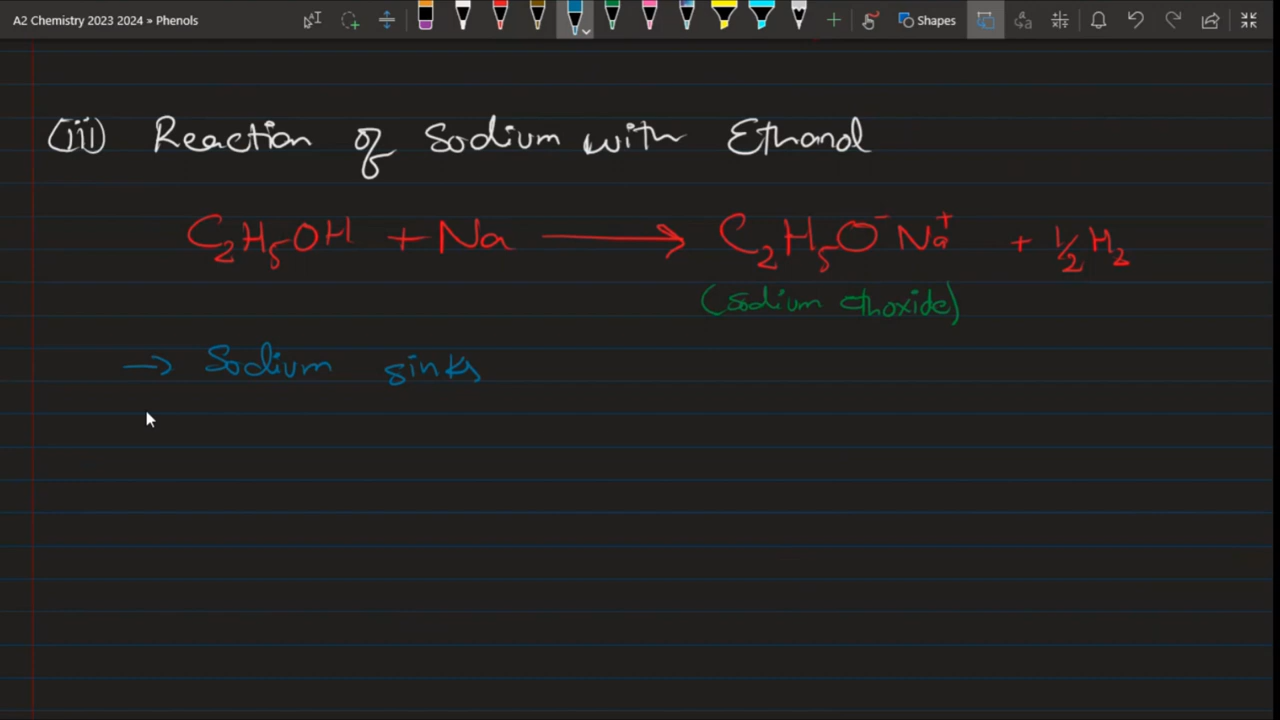 A2 Chemistry 2023 2024 » Phenols
Shapes
(iii) Reaction of Sodium with Ethanol
C₂H₅OH + Na ⟶ C₂H₅O⁻Na⁺ + ½H₂
(sodium ethoxide)
→ Sodium sinks